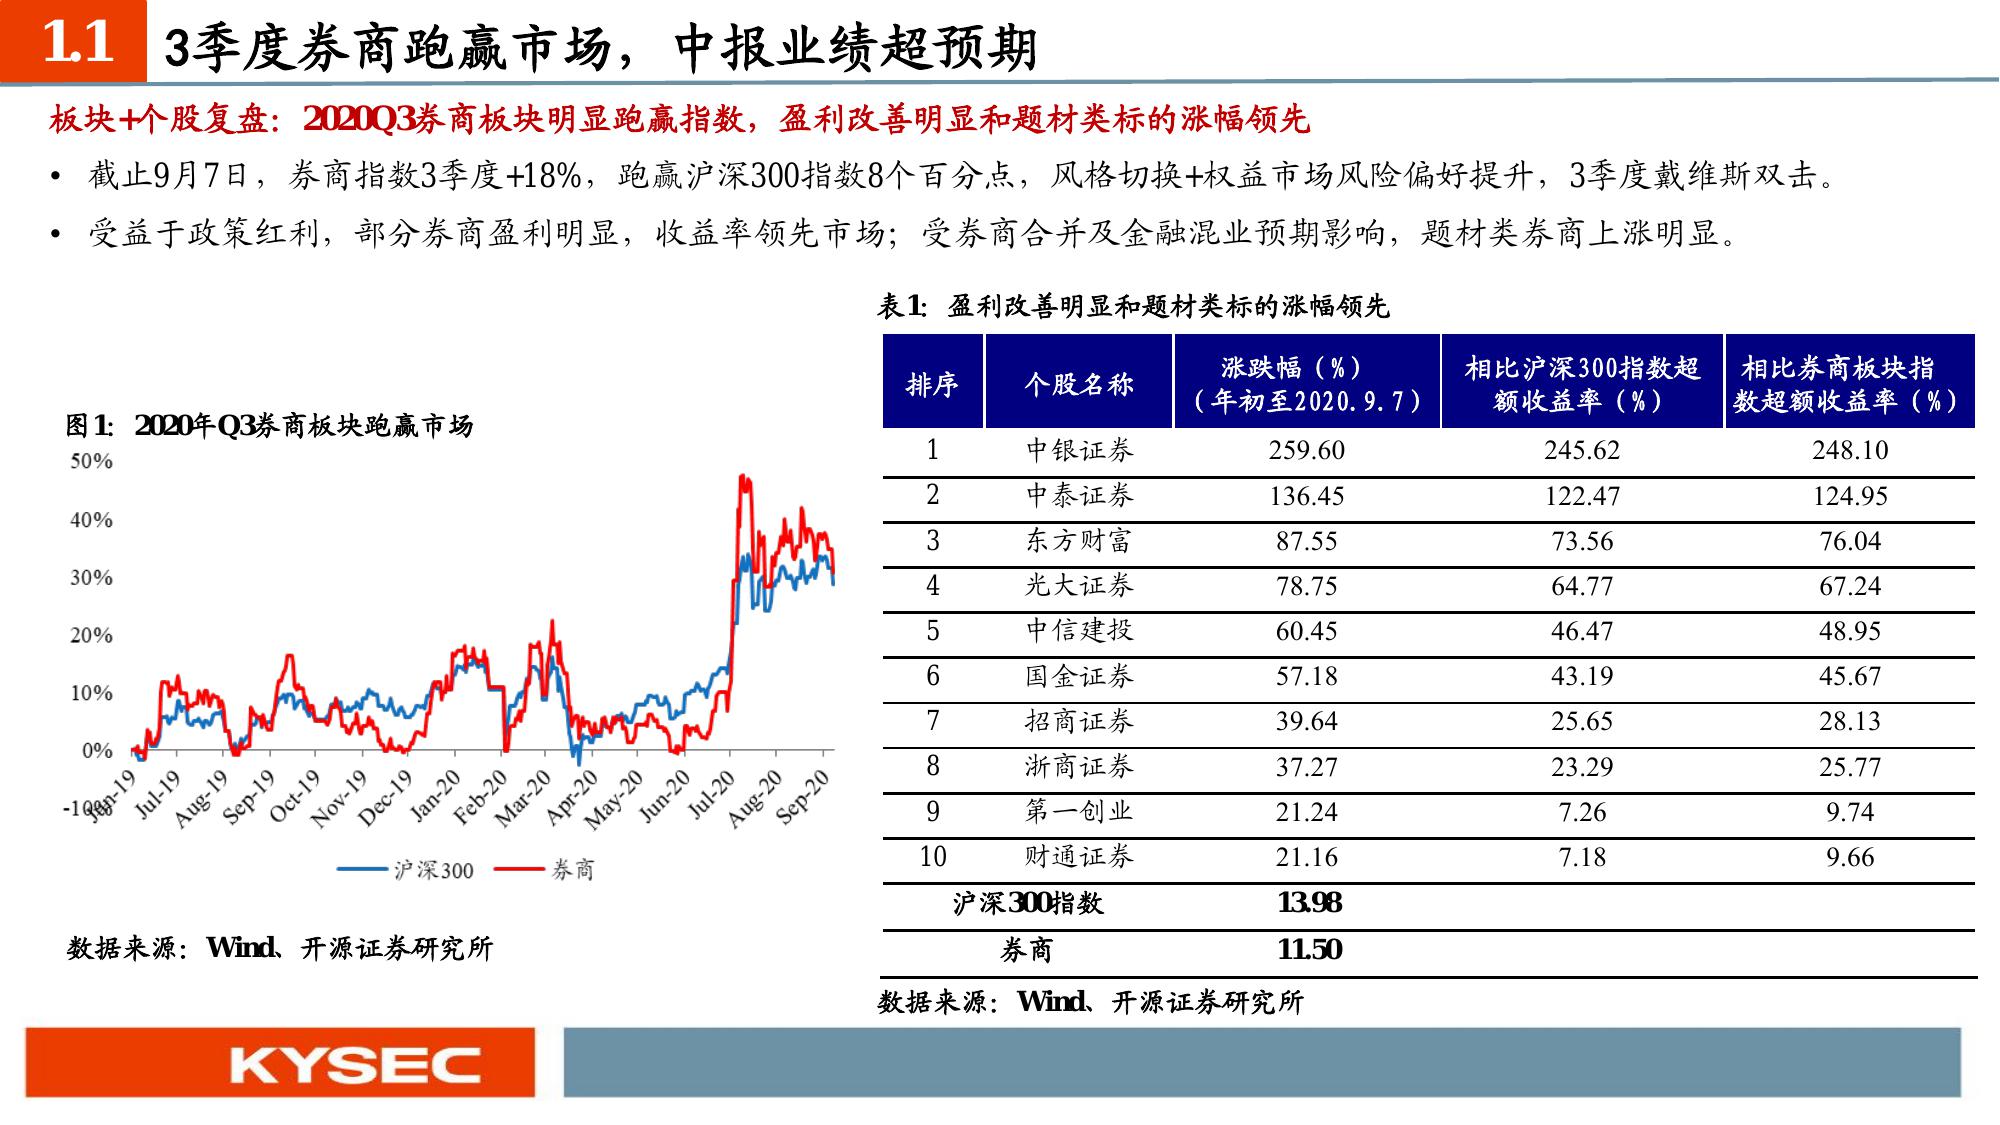 1.1
3季度券商跑赢市场，中报业绩超预期
板块+个股复盘：2020Q3券商板块明显跑赢指数，盈利改善明显和题材类标的涨幅领先
• 截止9月7日，券商指数3季度+18%，跑赢沪深300指数8个百分点，风格切换+权益市场风险偏好提升，3季度戴维斯双击。
• 受益于政策红利，部分券商盈利明显，收益率领先市场；受券商合并及金融混业预期影响，题材类券商上涨明显。
图1：2020年Q3券商板块跑赢市场
50%
40%
30%
20%
10%
0%
-10%
Jun-19 Jul-19 Aug-19 Sep-19 Oct-19 Nov-19 Dec-19 Jan-20 Feb-20 Mar-20 Apr-20 May-20 Jun-20 Jul-20 Aug-20 Sep-20
沪深300 券商
数据来源：Wind、开源证券研究所
表1：盈利改善明显和题材类标的涨幅领先
排序 个股名称 涨跌幅（%）（年初至2020.9.7） 相比沪深300指数超额收益率（%） 相比券商板块指数超额收益率（%）
1 中银证券 259.60 245.62 248.10
2 中泰证券 136.45 122.47 124.95
3 东方财富 87.55 73.56 76.04
4 光大证券 78.75 64.77 67.24
5 中信建投 60.45 46.47 48.95
6 国金证券 57.18 43.19 45.67
7 招商证券 39.64 25.65 28.13
8 浙商证券 37.27 23.29 25.77
9 第一创业 21.24 7.26 9.74
10 财通证券 21.16 7.18 9.66
沪深300指数 13.98
券商 11.50
数据来源：Wind、开源证券研究所
KYSEC